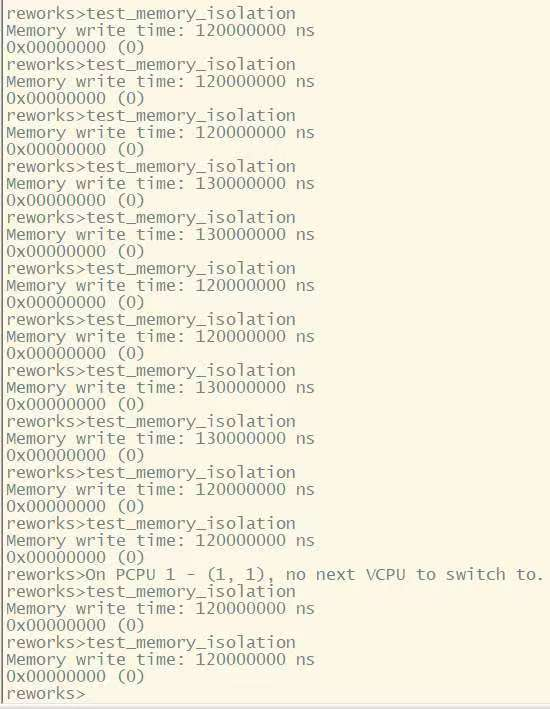 reworks>test_memory_isolation
Memory write time: 120000000 ns
0x00000000 (0)
reworks>test_memory_isolation
Memory write time: 120000000 ns
0x00000000 (0)
reworks>test_memory_isolation
Memory write time: 120000000 ns
0x00000000 (0)
reworks>test_memory_isolation
Memory write time: 130000000 ns
0x00000000 (0)
reworks>test_memory_isolation
Memory write time: 130000000 ns
0x00000000 (0)
reworks>test_memory_isolation
Memory write time: 120000000 ns
0x00000000 (0)
reworks>test_memory_isolation
Memory write time: 120000000 ns
0x00000000 (0)
reworks>test_memory_isolation
Memory write time: 130000000 ns
0x00000000 (0)
reworks>test_memory_isolation
Memory write time: 130000000 ns
0x00000000 (0)
reworks>test_memory_isolation
Memory write time: 120000000 ns
0x00000000 (0)
reworks>test_memory_isolation
Memory write time: 120000000 ns
0x00000000 (0)
reworks>On PCPU 1 - (1, 1), no next VCPU to switch to.
reworks>test_memory_isolation
Memory write time: 120000000 ns
0x00000000 (0)
reworks>test_memory_isolation
Memory write time: 120000000 ns
0x00000000 (0)
reworks>